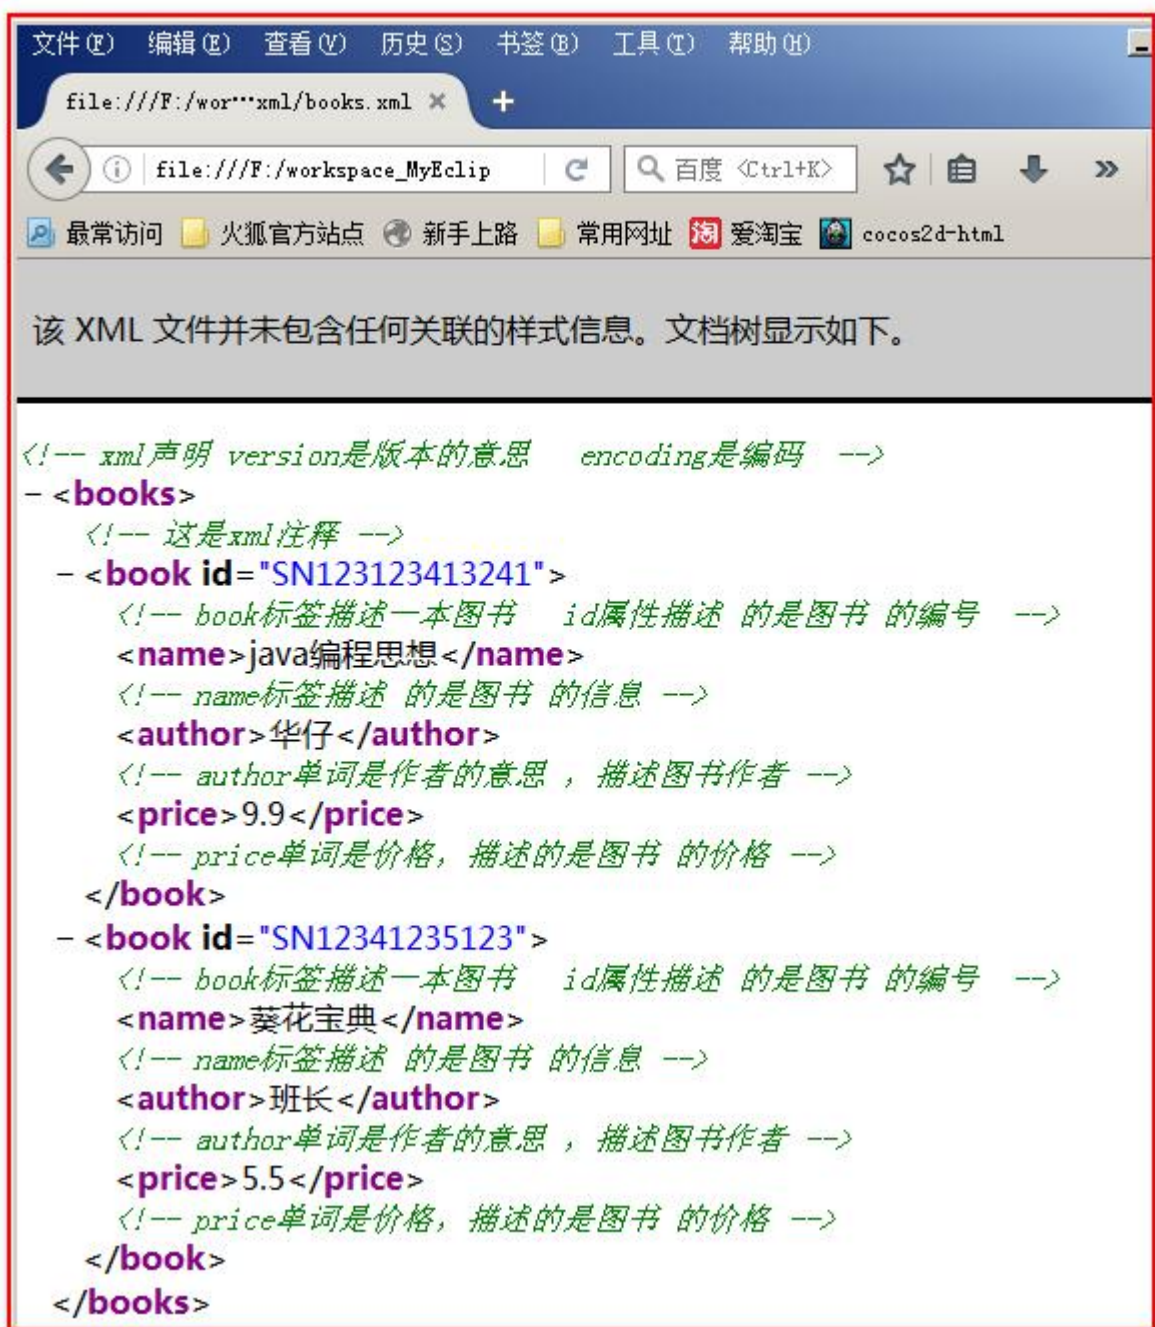 文件(F) 编辑(E) 查看(V) 历史(S) 书签(B) 工具(T) 帮助(H)
file:///F:/wor···xml/books.xml × +
file:///F:/workspace_MyEclip 百度 <Ctrl+K>
最常访问 火狐官方站点 新手上路 常用网址 淘 爱淘宝 cocos2d-html
该 XML 文件并未包含任何关联的样式信息。文档树显示如下。
<!-- xml声明 version是版本的意思 encoding是编码 -->
- <books>
<!-- 这是xml注释 -->
- <book id="SN123123413241">
<!-- book标签描述一本图书 id属性描述 的是图书 的编号 -->
<name>java编程思想</name>
<!-- name标签描述 的是图书 的信息 -->
<author>华仔</author>
<!-- author单词是作者的意思 ，描述图书作者 -->
<price>9.9</price>
<!-- price单词是价格，描述的是图书 的价格 -->
</book>
- <book id="SN12341235123">
<!-- book标签描述一本图书 id属性描述 的是图书 的编号 -->
<name>葵花宝典</name>
<!-- name标签描述 的是图书 的信息 -->
<author>班长</author>
<!-- author单词是作者的意思 ，描述图书作者 -->
<price>5.5</price>
<!-- price单词是价格，描述的是图书 的价格 -->
</book>
</books>